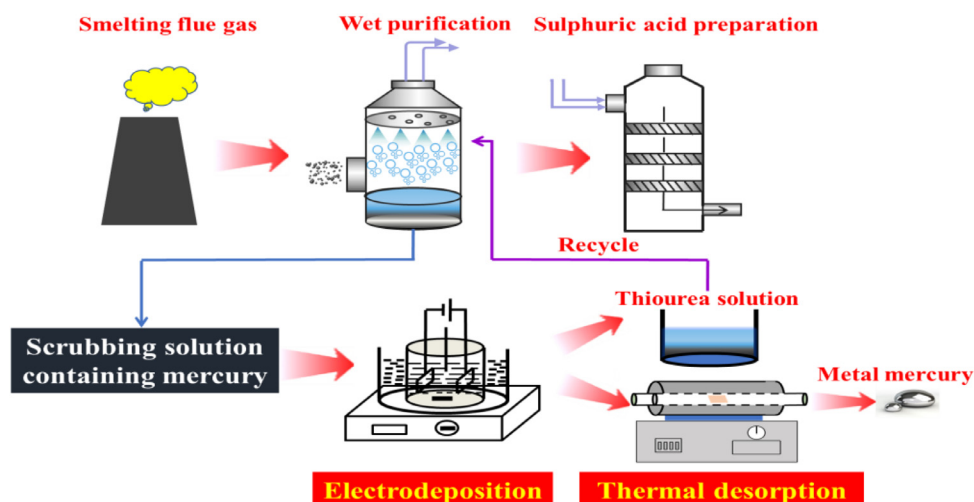 Smelting flue gas
Wet purification
Sulphuric acid preparation
Recycle
Thiourea solution
Scrubbing solution
containing mercury
Metal mercury
Electrodeposition
Thermal desorption